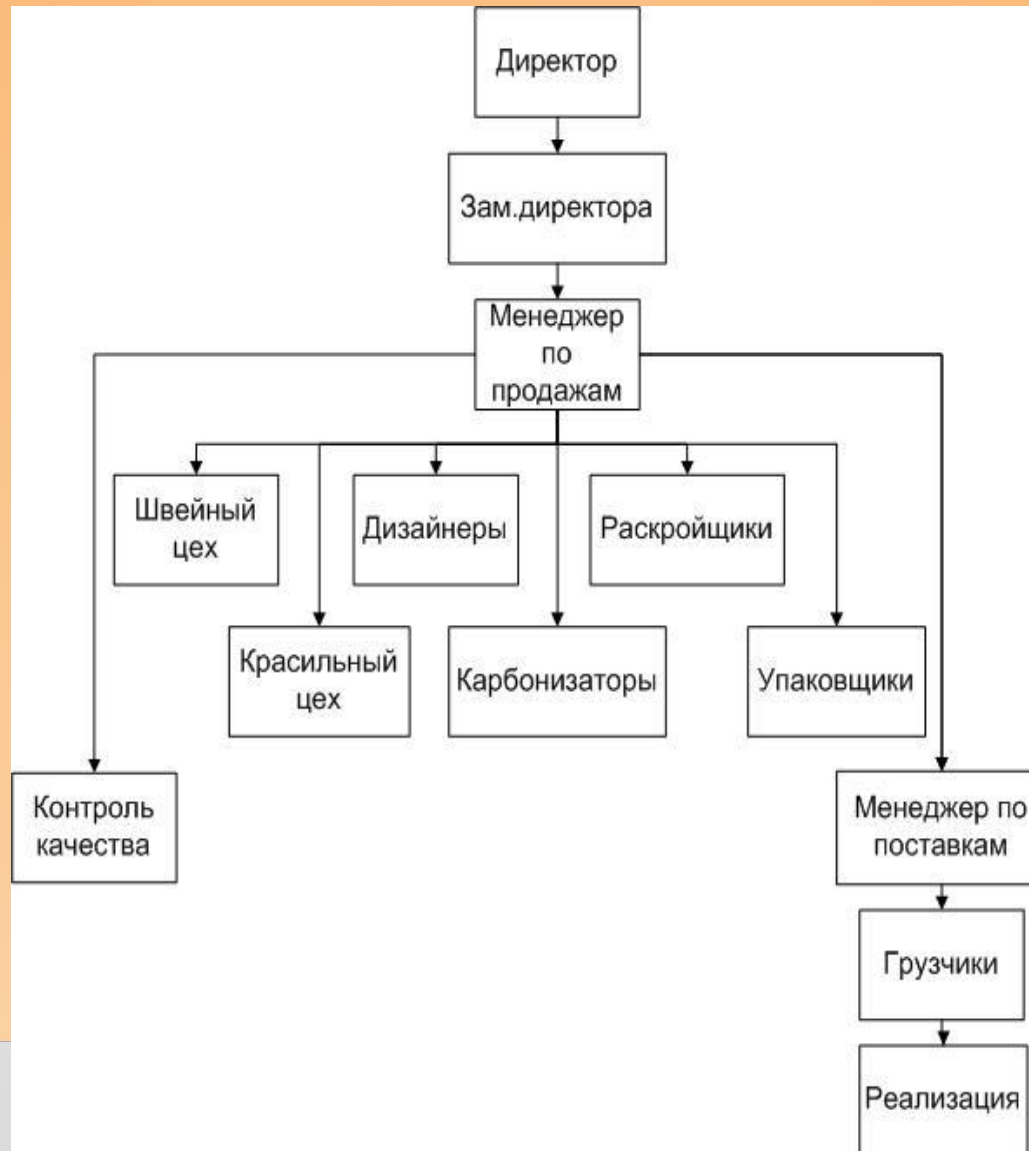 Директор
Зам.директора
Менеджер
по
продажам
Швейный
цех
Дизайнеры
Раскройщики
Красильный
цех
Карбонизаторы
Упаковщики
Контроль
качества
Менеджер по
поставкам
Грузчики
Реализация